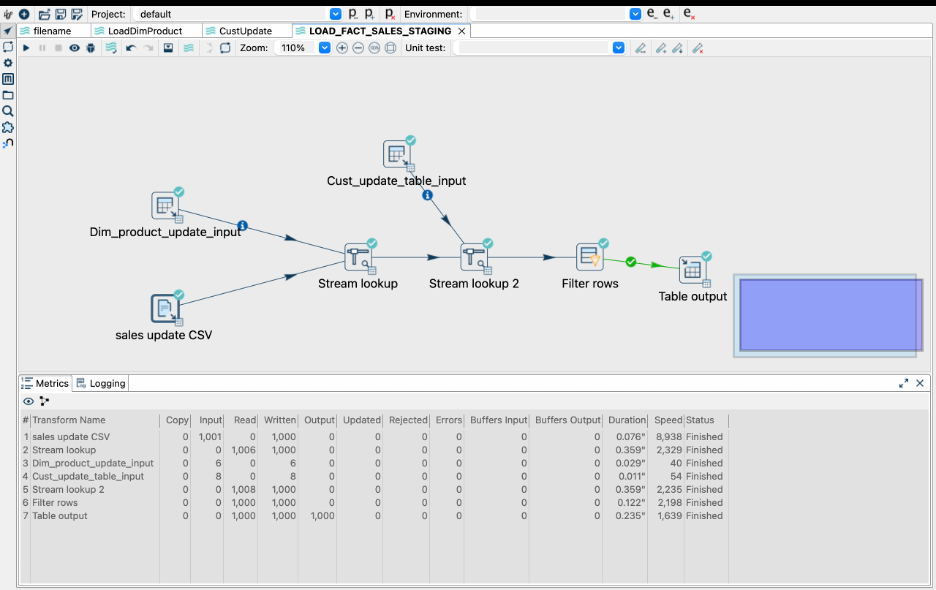 Project: default Environment:
filename LoadDimProduct CustUpdate LOAD_FACT_SALES_STAGING
Zoom: 110% Unit test:
Cust_update_table_input
Dim_product_update_input
Stream lookup Stream lookup 2 Filter rows
Table output
sales update CSV
Metrics Logging
# Transform Name Copy Input Read Written Output Updated Rejected Errors Buffers Input Buffers Output Duration Speed Status
1 sales update CSV 0 1,001 0 1,000 0 0 0 0 0 0 0.076" 8,938 Finished
2 Stream lookup 0 0 1,006 1,000 0 0 0 0 0 0 0.359" 2,329 Finished
3 Dim_product_update_input 0 6 0 6 0 0 0 0 0 0 0.029" 40 Finished
4 Cust_update_table_input 0 8 0 8 0 0 0 0 0 0 0.011" 54 Finished
5 Stream lookup 2 0 0 1,008 1,000 0 0 0 0 0 0 0.359" 2,235 Finished
6 Filter rows 0 0 1,000 1,000 0 0 0 0 0 0 0.122" 2,198 Finished
7 Table output 0 0 1,000 1,000 1,000 0 0 0 0 0 0.235" 1,639 Finished